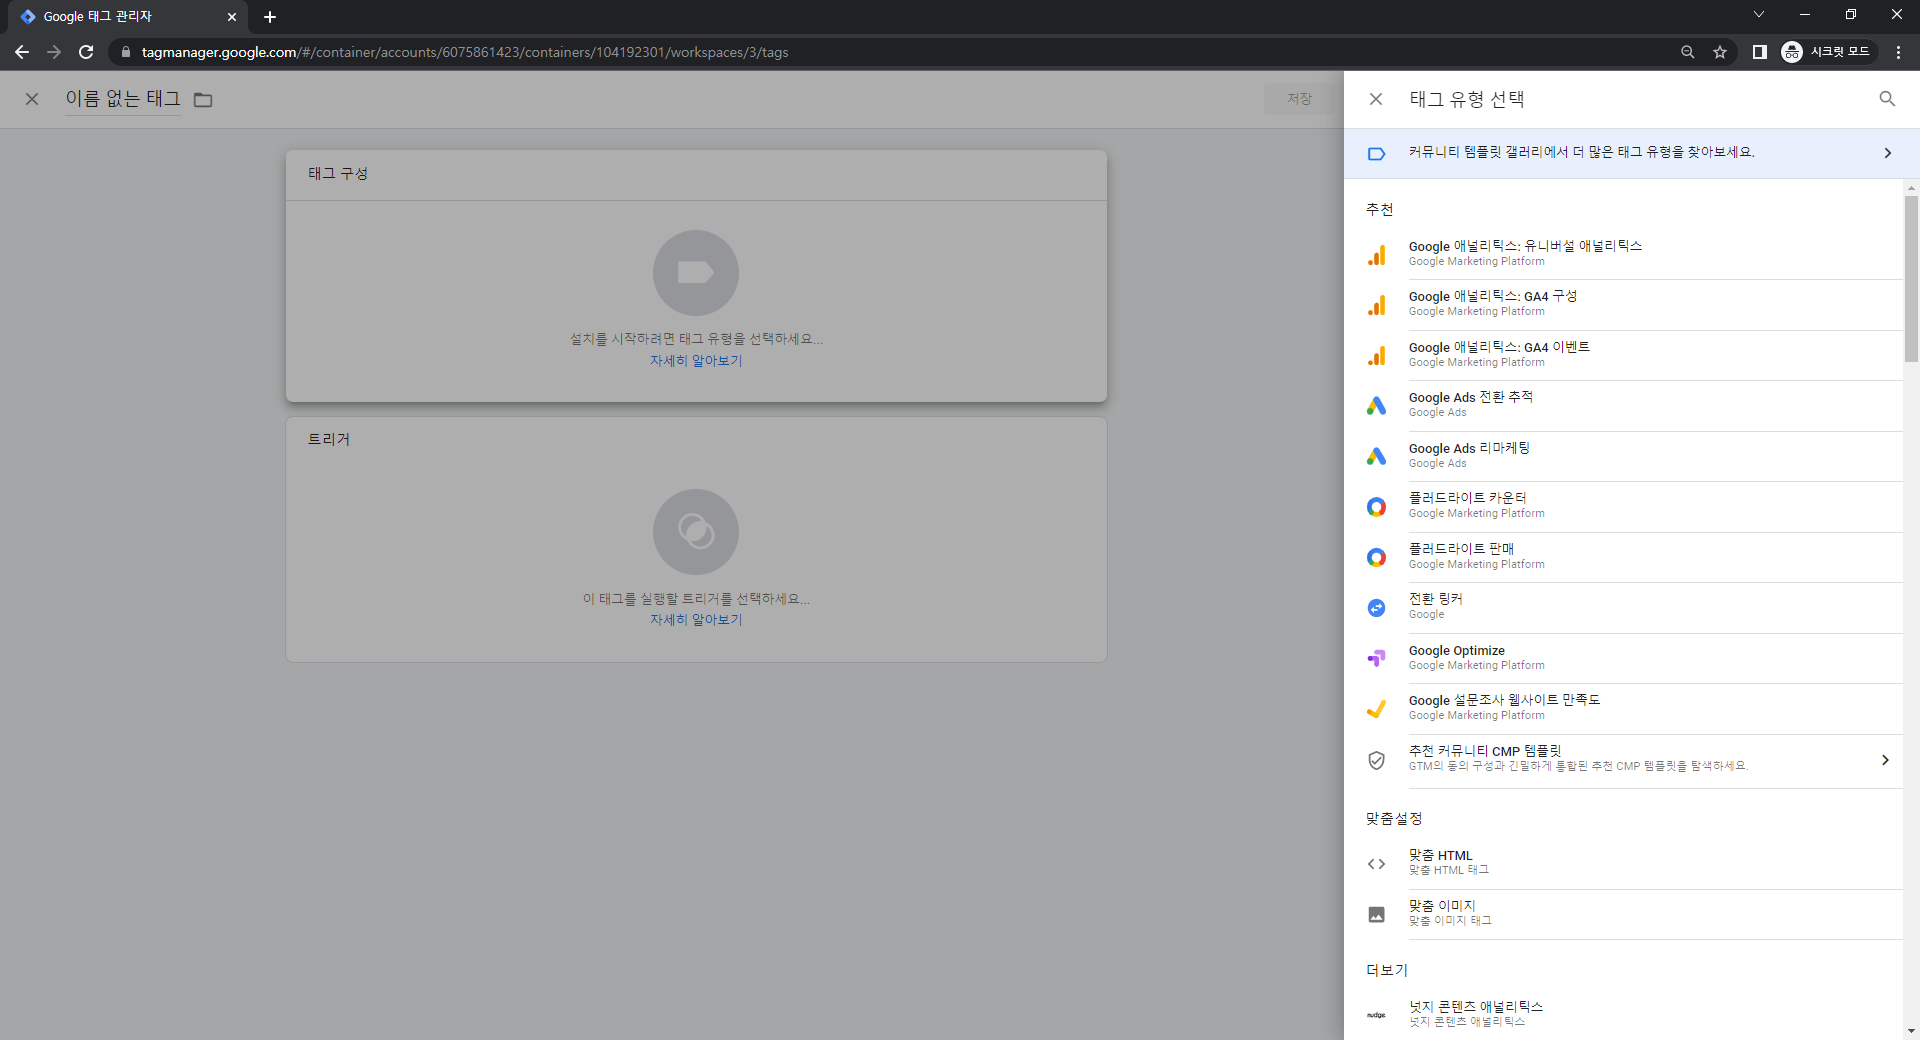 Google 태그 관리자
tagmanager.google.com/#/container/accounts/6075861423/containers/104192301/workspaces/3/tags
시크릿 모드
이름 없는 태그
저장
태그 구성
설치를 시작하려면 태그 유형을 선택하세요...
자세히 알아보기
트리거
이 태그를 실행할 트리거를 선택하세요...
자세히 알아보기
태그 유형 선택
커뮤니티 템플릿 갤러리에서 더 많은 태그 유형을 찾아보세요.
추천
Google 애널리틱스: 유니버설 애널리틱스
Google Marketing Platform
Google 애널리틱스: GA4 구성
Google Marketing Platform
Google 애널리틱스: GA4 이벤트
Google Marketing Platform
Google Ads 전환 추적
Google Ads
Google Ads 리마케팅
Google Ads
플러드라이트 카운터
Google Marketing Platform
플러드라이트 판매
Google Marketing Platform
전환 링커
Google
Google Optimize
Google Marketing Platform
Google 설문조사 웹사이트 만족도
Google Marketing Platform
추천 커뮤니티 CMP 템플릿
GTM의 동의 구성과 긴밀하게 통합된 추천 CMP 템플릿을 탐색하세요.
맞춤설정
맞춤 HTML
맞춤 HTML 태그
맞춤 이미지
맞춤 이미지 태그
더보기
nudge
넛지 콘텐츠 애널리틱스
넛지 콘텐츠 애널리틱스